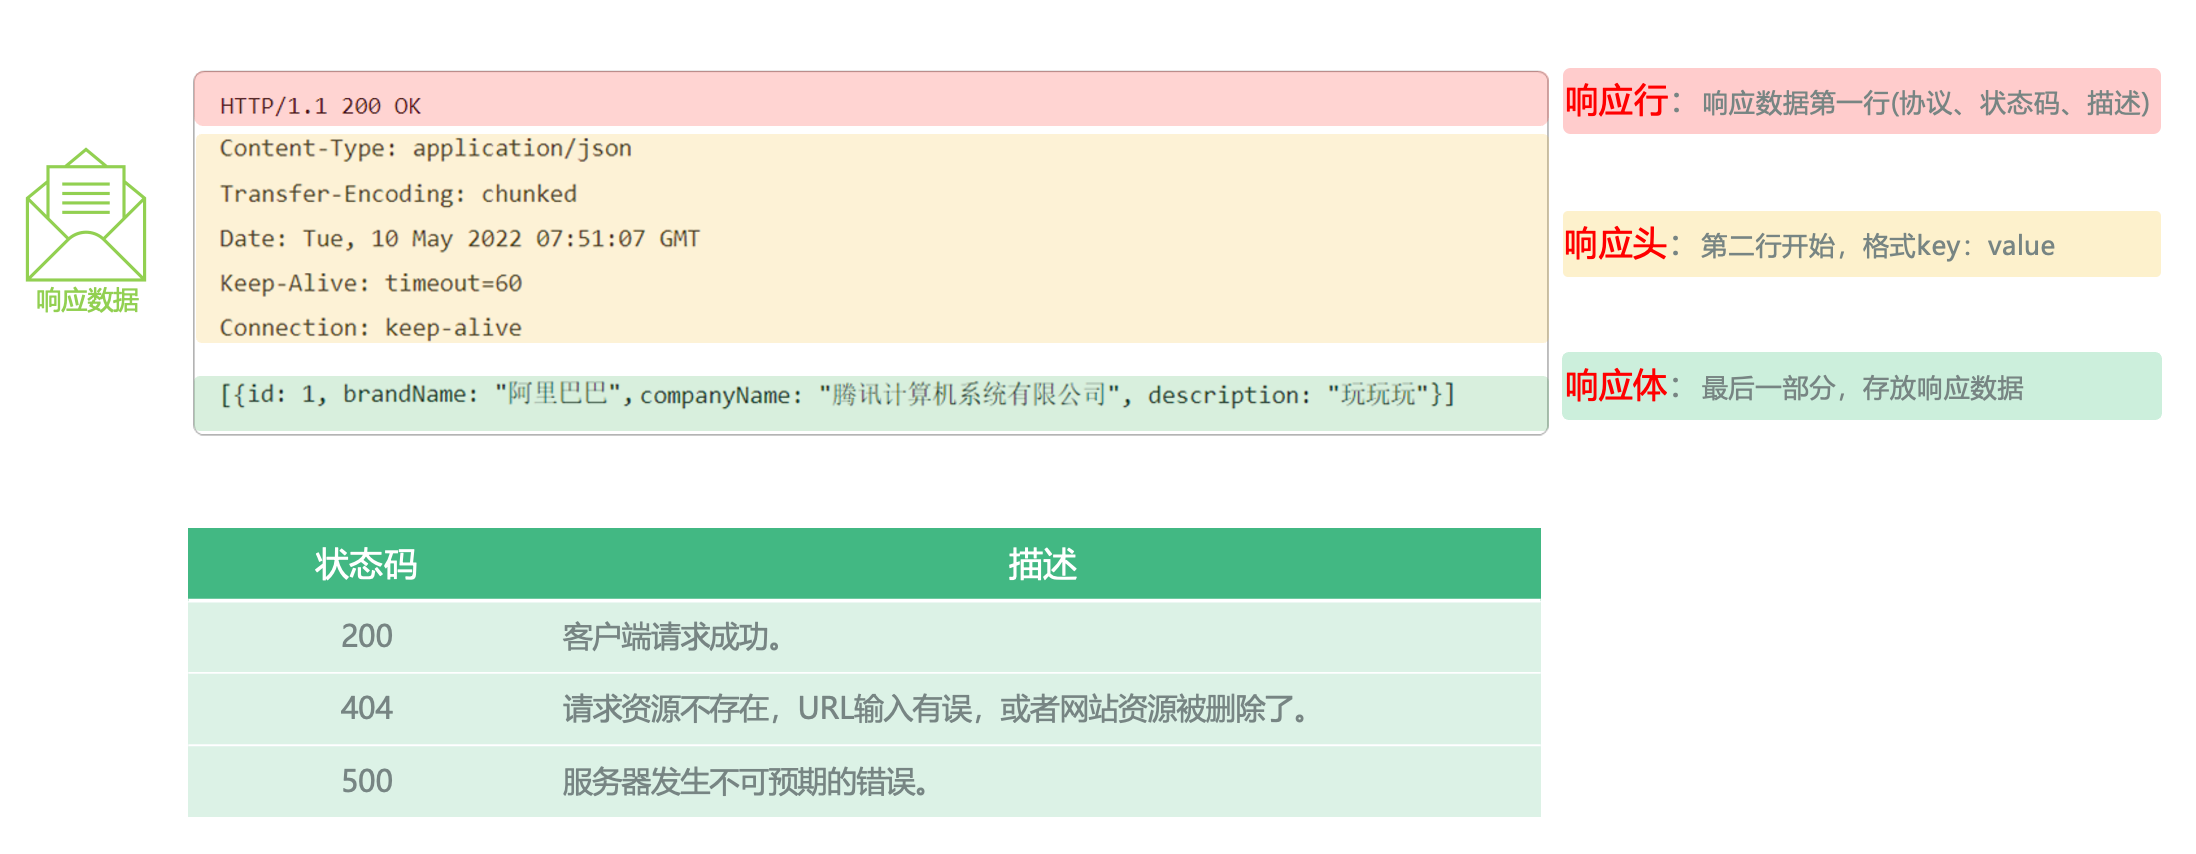 HTTP/1.1 200 OK
响应行：响应数据第一行(协议、状态码、描述)
Content-Type: application/json
Transfer-Encoding: chunked
Date: Tue, 10 May 2022 07:51:07 GMT
Keep-Alive: timeout=60
Connection: keep-alive
响应头：第二行开始，格式key：value
响应数据
[{id: 1, brandName: "阿里巴巴",companyName: "腾讯计算机系统有限公司", description: "玩玩玩"}]
响应体：最后一部分，存放响应数据
状态码 描述
200 客户端请求成功。
404 请求资源不存在，URL输入有误，或者网站资源被删除了。
500 服务器发生不可预期的错误。